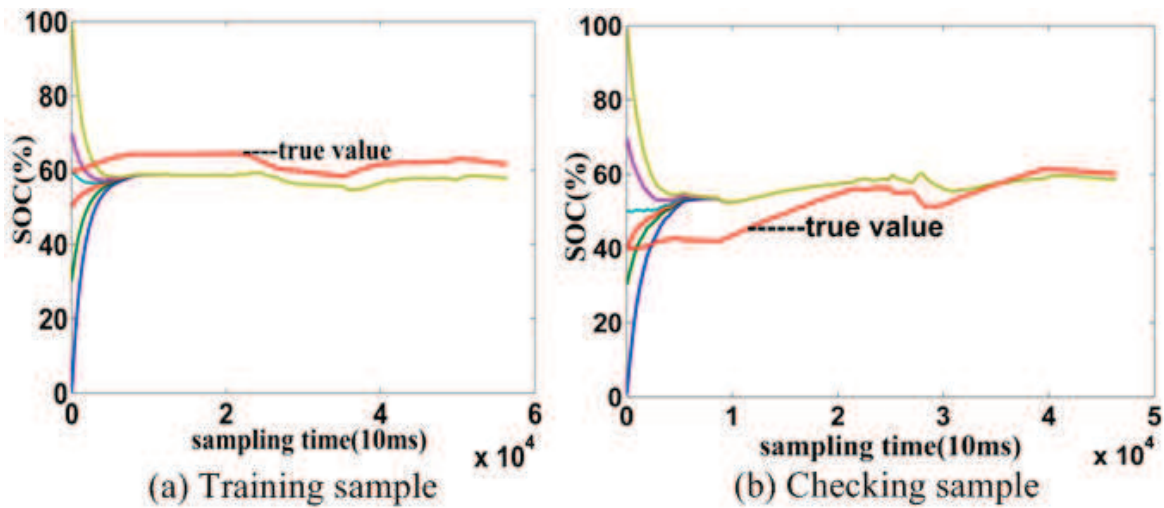 100
80
60
40
20
0
SOC(%)
----true value
0 2 4 6
sampling time(10ms)
x 10^4
(a) Training sample
100
80
60
40
20
0
SOC(%)
------true value
0 1 2 3 4 5
sampling time(10ms)
x 10^4
(b) Checking sample